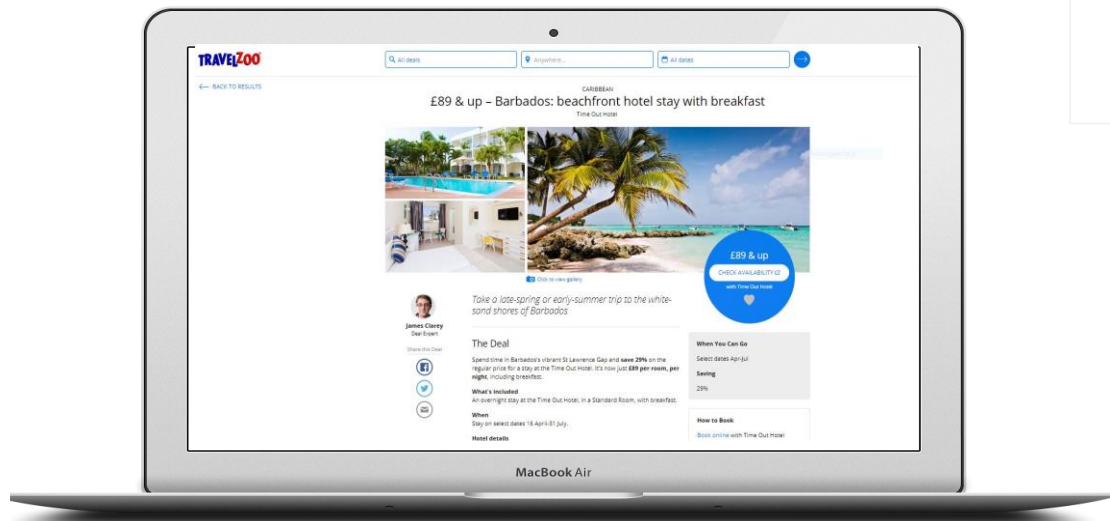 TRAVELZOO
All deals
Anywhere...
All dates
BACK TO RESULTS
CARIBBEAN
£89 & up – Barbados: beachfront hotel stay with breakfast
Time Out Hotel
£89 & up
CHECK AVAILABILITY
with Time Out Hotel
Click to view gallery
Take a late-spring or early-summer trip to the white-
sand shores of Barbados
James Clarey
Deal Expert
Share this Deal
The Deal
Spend time in Barbados's vibrant St Lawrence Gap and save 29% on the
regular price for a stay at the Time Out Hotel. It's now just £89 per room, per
night, including breakfast.
What's included
An overnight stay at the Time Out Hotel, in a Standard Room, with breakfast.
When
Stay on select dates 16 April-31 July.
Hotel details
When You Can Go
Select dates Apr-Jul
Saving
29%
How to Book
Book online with Time Out Hotel
MacBook Air